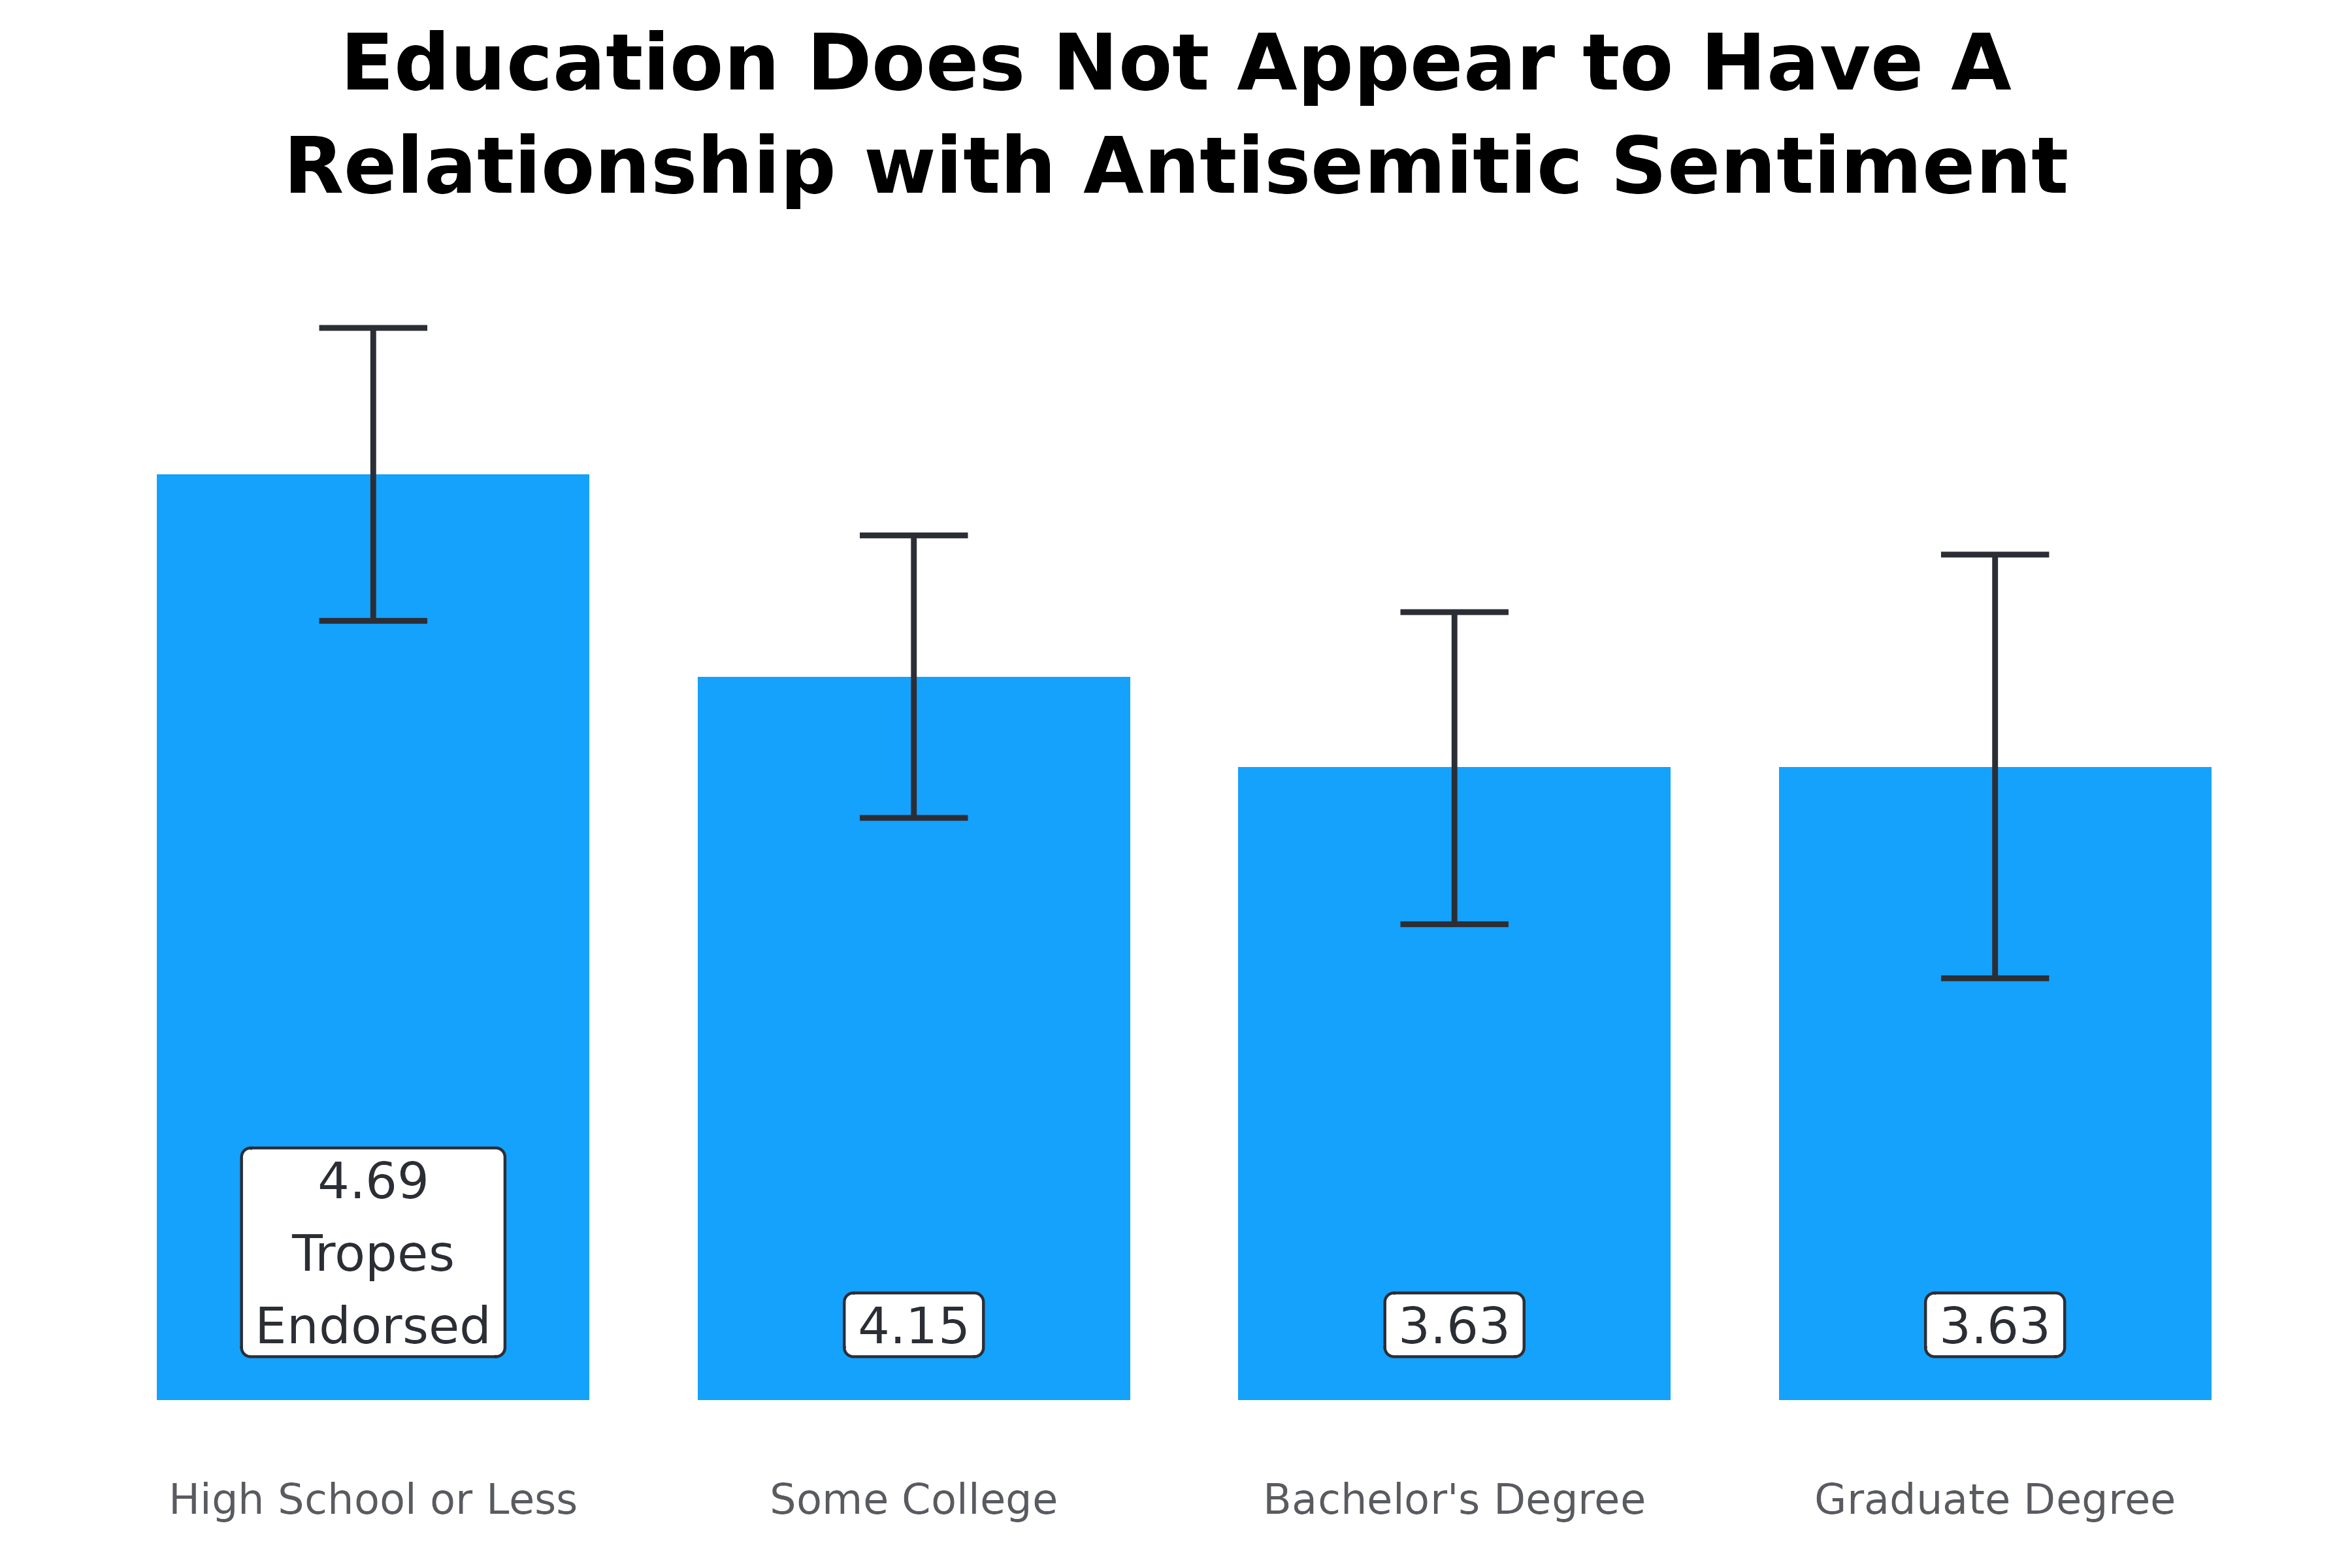 Education Does Not Appear to Have A
Relationship with Antisemitic Sentiment
4.69
Tropes
Endorsed
4.15
3.63
3.63
High School or Less
Some College
Bachelor's Degree
Graduate Degree